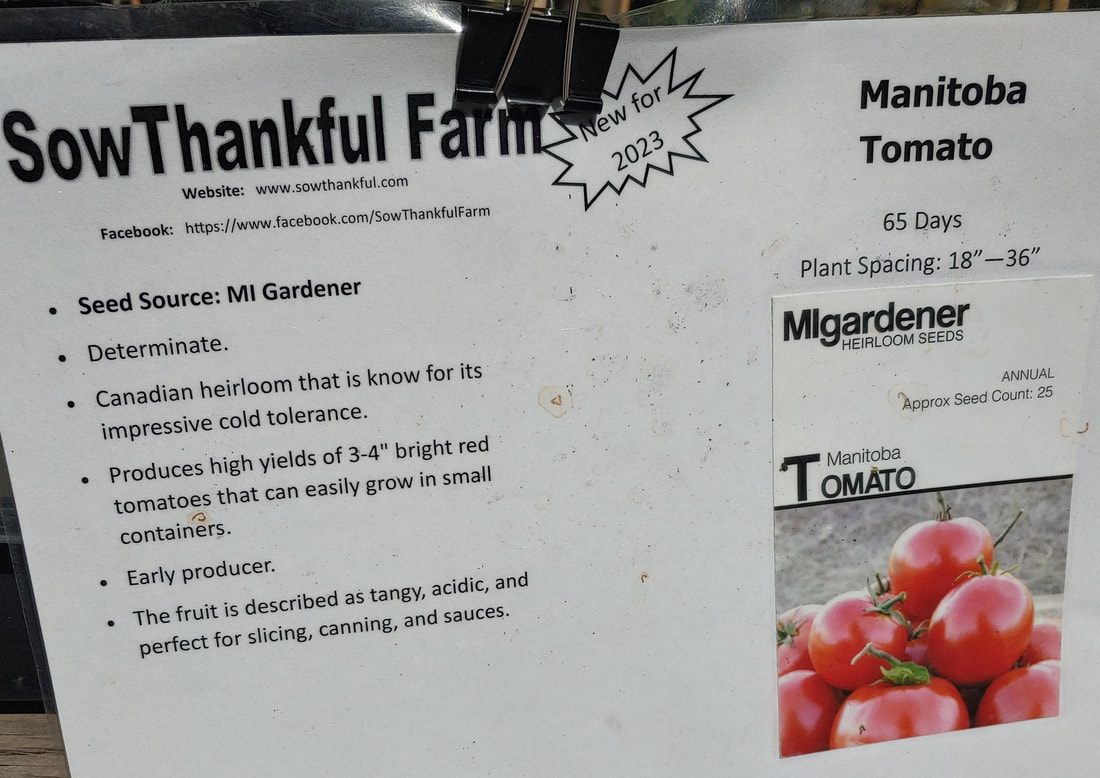 SowThankful Farm
Website: www.sowthankful.com
Facebook: https://www.facebook.com/SowThankfulFarm
New for
2023
Manitoba
Tomato
65 Days
Plant Spacing: 18”—36”
• Seed Source: MI Gardener
• Determinate.
• Canadian heirloom that is know for its
impressive cold tolerance.
• Produces high yields of 3-4" bright red
tomatoes that can easily grow in small
containers.
• Early producer.
• The fruit is described as tangy, acidic, and
perfect for slicing, canning, and sauces.
MIgardener
HEIRLOOM SEEDS
ANNUAL
Approx Seed Count: 25
Manitoba
TOMATO